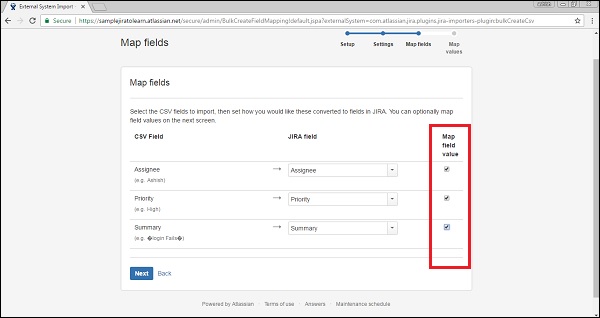 External System Import
https://samplejiratolearn.atlassian.net/secure/admin/BulkCreateFieldMapping!default.jspa?externalSystem=com.atlassian.jira.plugins.jira-importers-plugin:bulkCreateCsv
Map fields
Setup Settings Map fields Map values
Map fields
Select the CSV fields to import, then set how you would like these converted to fields in JIRA. You can optionally map
field values on the next screen.
CSV Field JIRA field Map field value
Assignee → Assignee
(e.g. Ashish)
Priority → Priority
(e.g. High)
Summary → Summary
(e.g. �login Fails�)
Next Back
Powered by Atlassian · Terms of use · Answers · Maintenance schedule